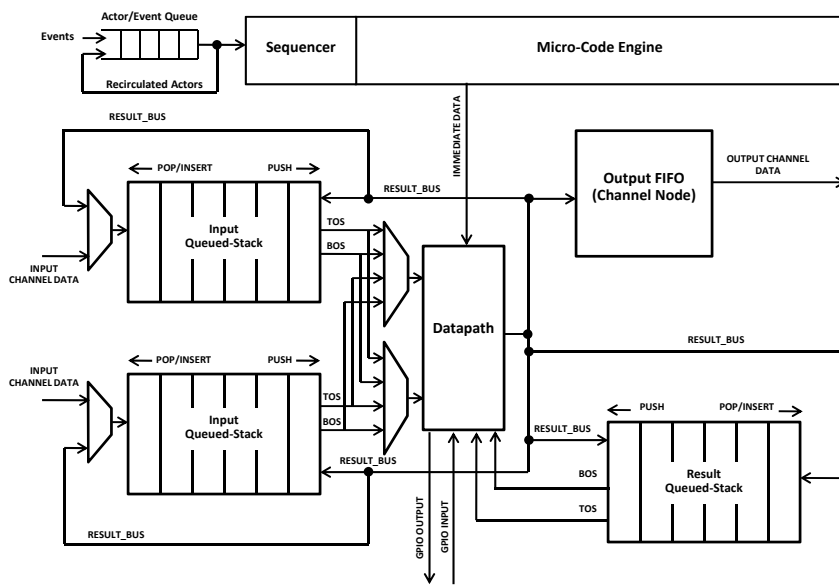 Actor/Event Queue
Events
Recirculated Actors
Sequencer
Micro-Code Engine
RESULT_BUS
IMMEDIATE DATA
POP/INSERT
PUSH
RESULT_BUS
Input
Queued-Stack
TOS
BOS
INPUT
CHANNEL DATA
Output FIFO
(Channel Node)
OUTPUT CHANNEL
DATA
Datapath
RESULT_BUS
INPUT
CHANNEL DATA
POP/INSERT
PUSH
Input
Queued-Stack
TOS
BOS
RESULT_BUS
RESULT_BUS
RESULT_BUS
PUSH
POP/INSERT
BOS
TOS
Result
Queued-Stack
GPIO OUTPUT
GPIO INPUT